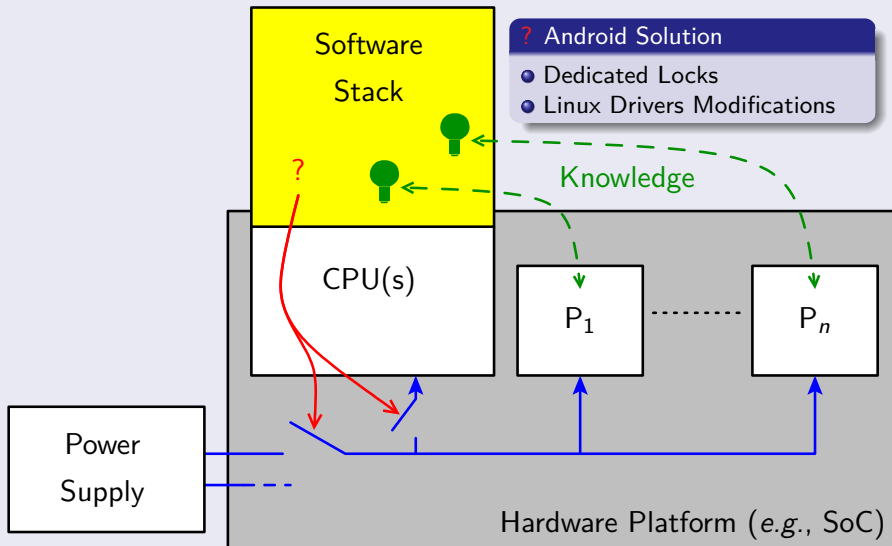 Software
Stack
? Android Solution
Dedicated Locks
Linux Drivers Modifications
?
Knowledge
CPU(s)
P1
Pn
Power
Supply
Hardware Platform (e.g., SoC)